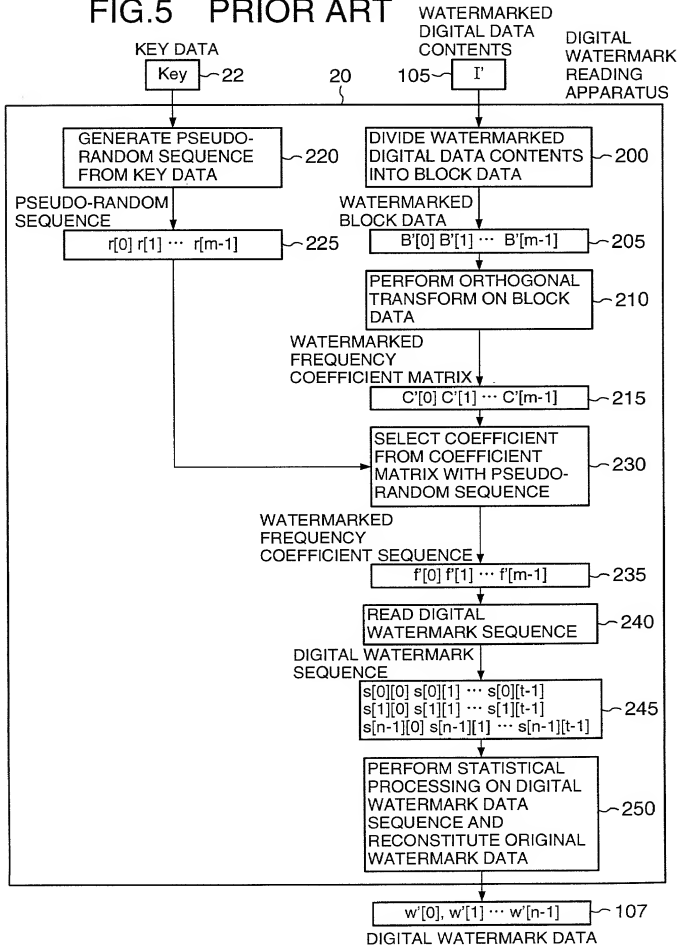 FIG.5 PRIOR ART
WATERMARKED
DIGITAL DATA
CONTENTS
KEY DATA
DIGITAL
WATERMARK
READING
APPARATUS
Key 22
105 I'
20
GENERATE PSEUDO-
RANDOM SEQUENCE
FROM KEY DATA
220
DIVIDE WATERMARKED
DIGITAL DATA CONTENTS
INTO BLOCK DATA
200
PSEUDO-RANDOM
SEQUENCE
WATERMARKED
BLOCK DATA
r[0] r[1] ··· r[m-1] 225
B'[0] B'[1] ··· B'[m-1] 205
PERFORM ORTHOGONAL
TRANSFORM ON BLOCK
DATA
210
WATERMARKED
FREQUENCY
COEFFICIENT MATRIX
C'[0] C'[1] ··· C'[m-1] 215
SELECT COEFFICIENT
FROM COEFFICIENT
MATRIX WITH PSEUDO-
RANDOM SEQUENCE
230
WATERMARKED
FREQUENCY
COEFFICIENT SEQUENCE
f'[0] f'[1] ··· f'[m-1] 235
READ DIGITAL
WATERMARK SEQUENCE
240
DIGITAL WATERMARK
SEQUENCE
s[0][0] s[0][1] ··· s[0][t-1]
s[1][0] s[1][1] ··· s[1][t-1]
s[n-1][0] s[n-1][1] ··· s[n-1][t-1]
245
PERFORM STATISTICAL
PROCESSING ON DIGITAL
WATERMARK DATA
SEQUENCE AND
RECONSTITUTE ORIGINAL
WATERMARK DATA
250
w'[0], w'[1] ··· w'[n-1] 107
DIGITAL WATERMARK DATA